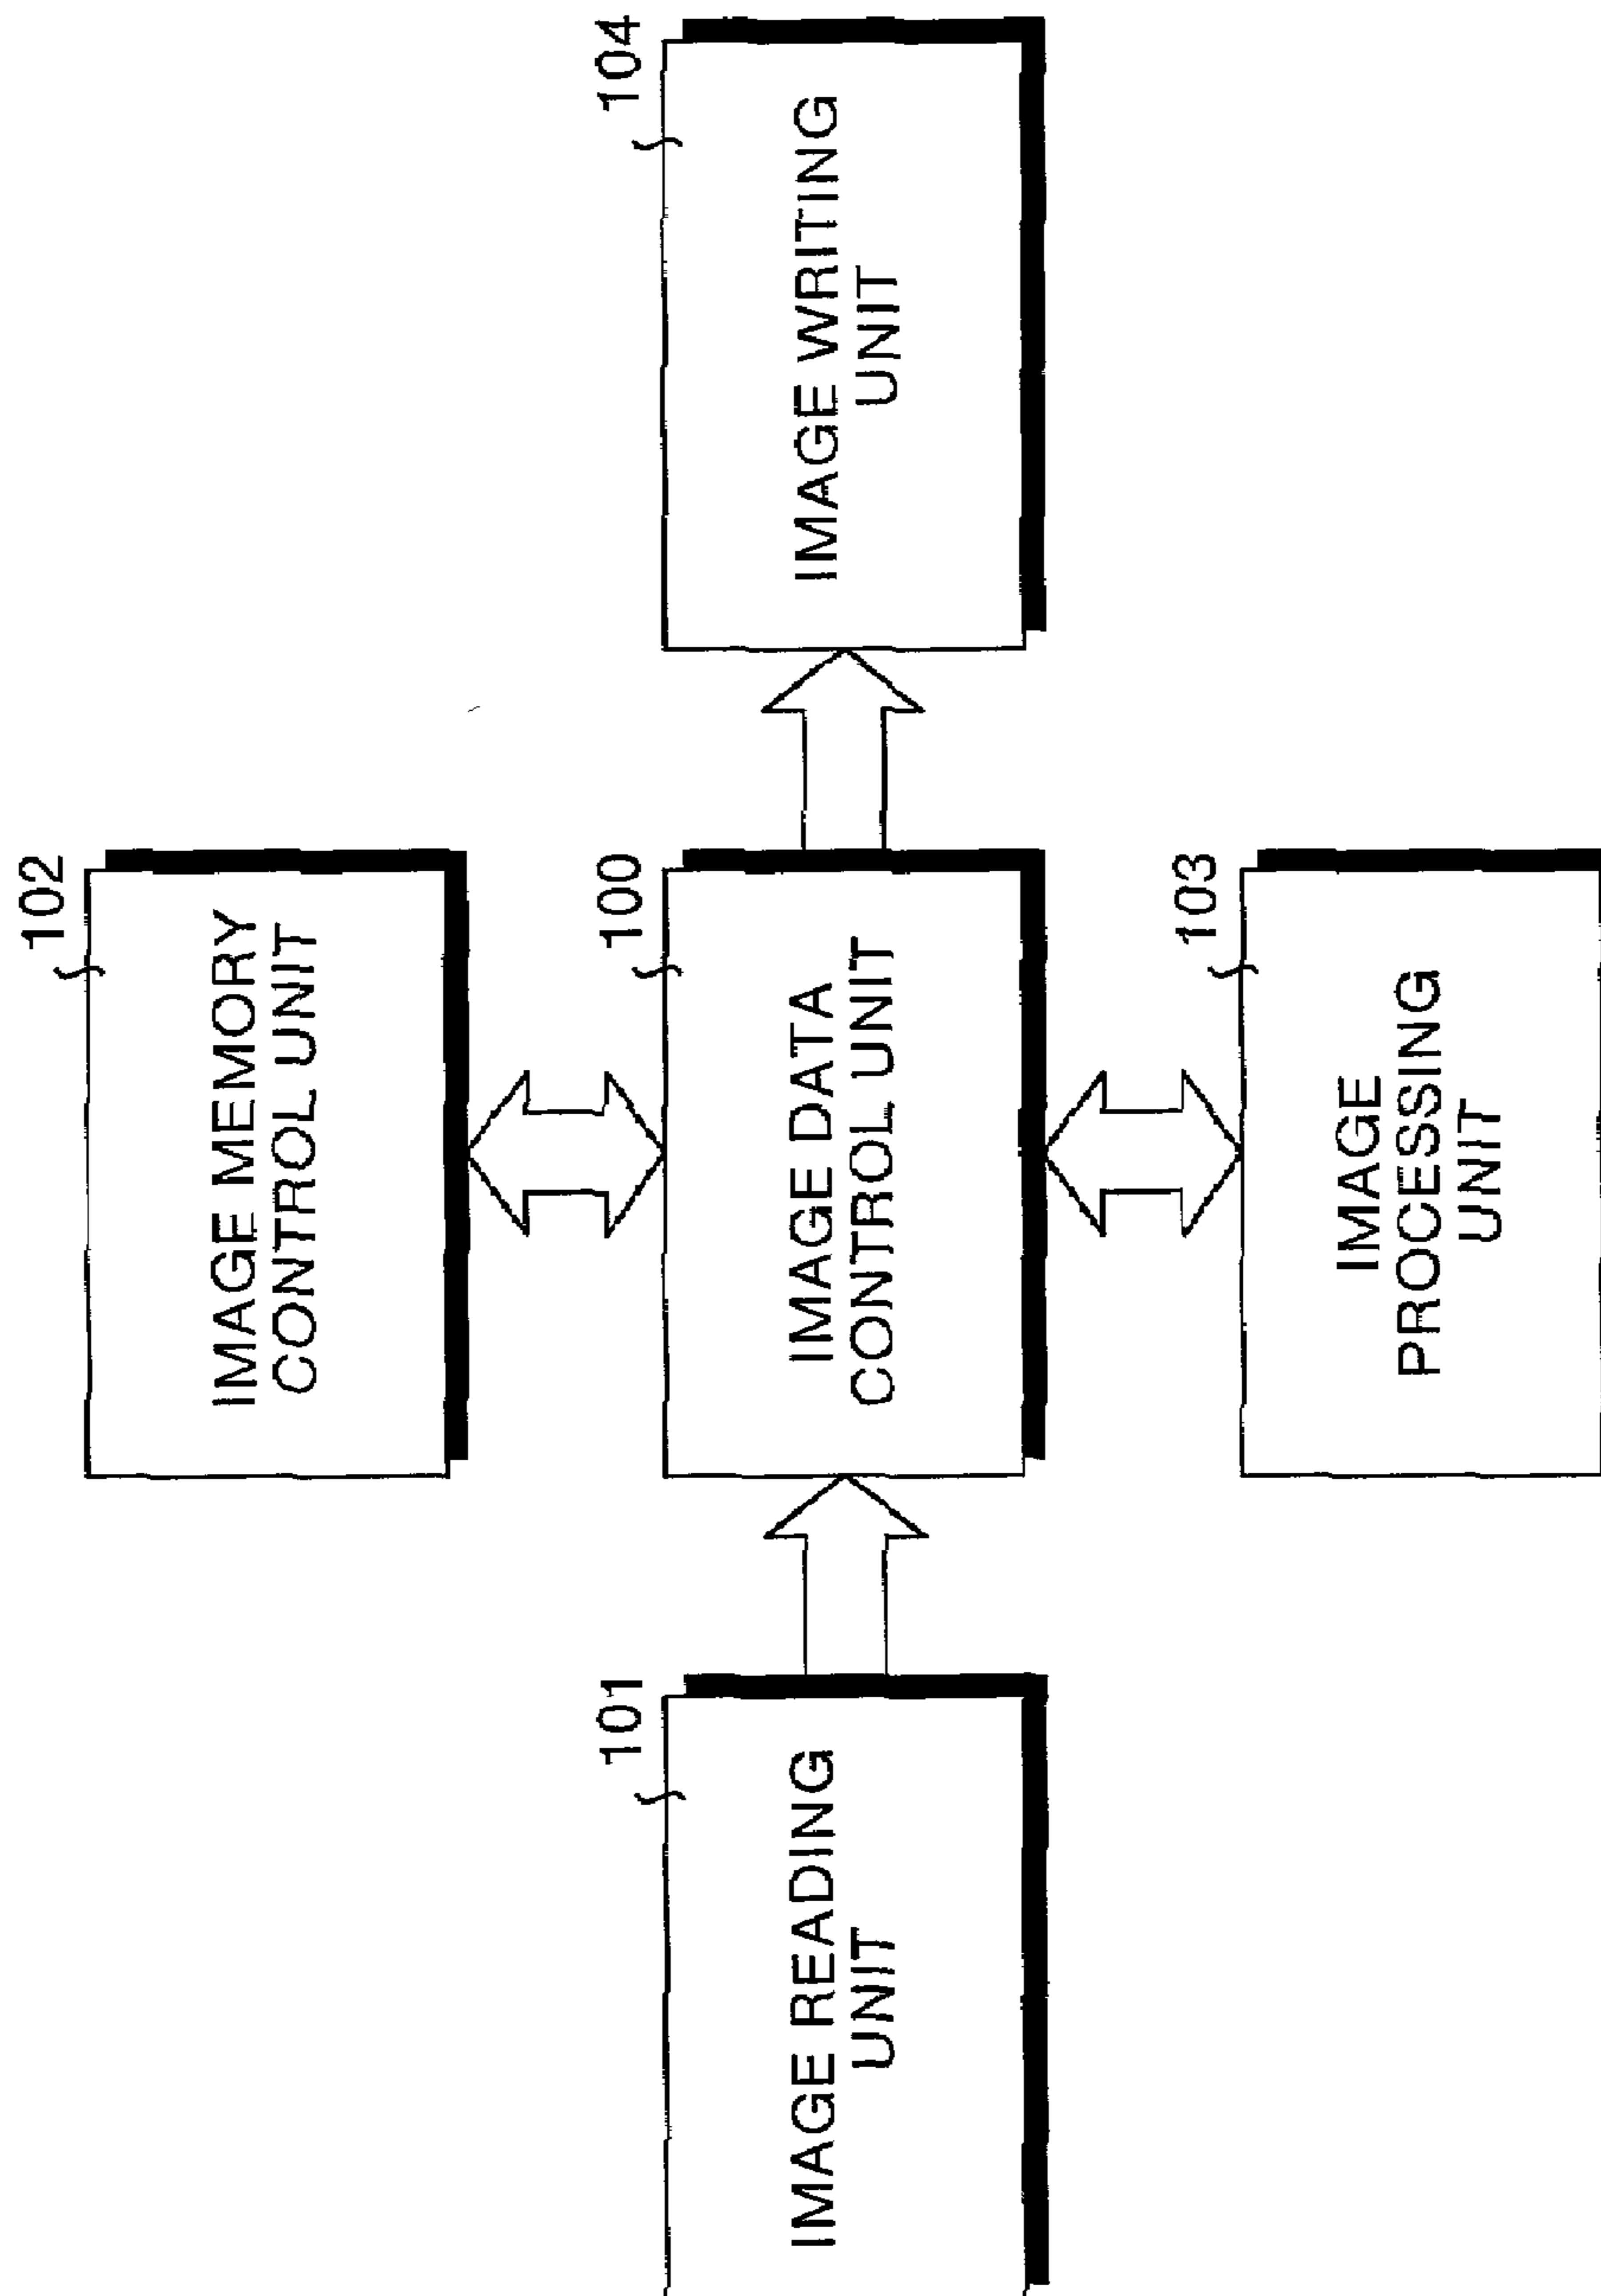 102
IMAGE MEMORY
CONTROL UNIT
101
IMAGE READING
UNIT
100
IMAGE DATA
CONTROL UNIT
104
IMAGE WRITING
UNIT
103
IMAGE
PROCESSING
UNIT